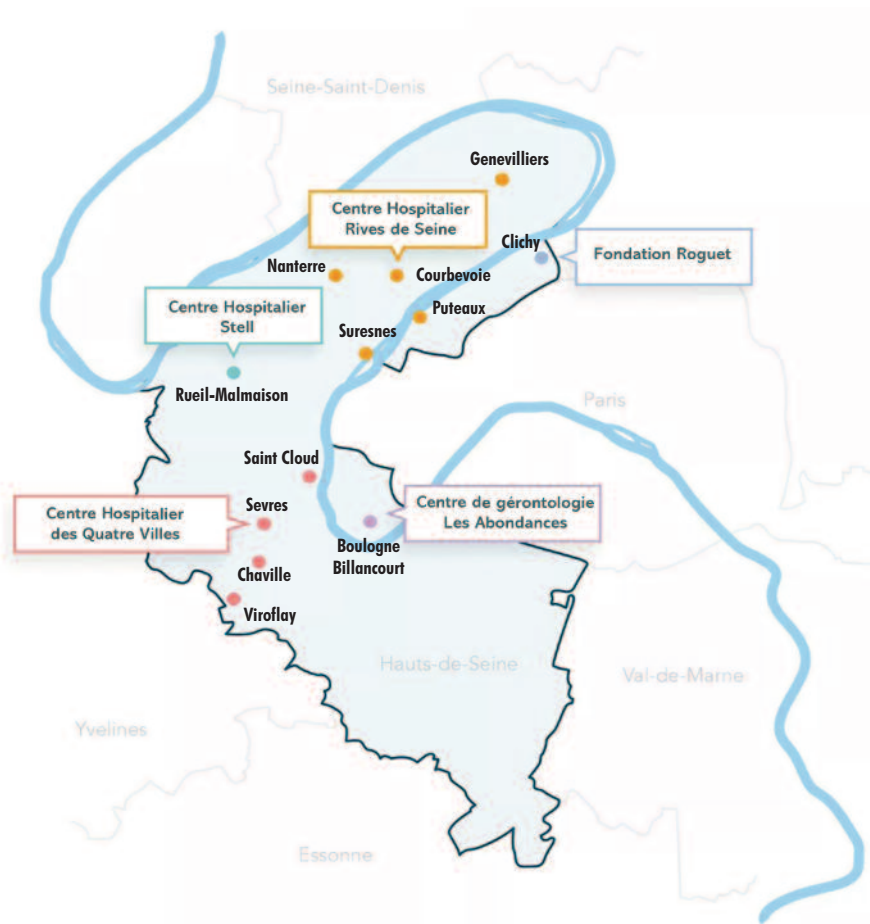 Seine-Saint-Denis
Genevilliers
Centre Hospitalier
Rives de Seine
Clichy
Fondation Roguet
Nanterre
Courbevoie
Centre Hospitalier
Stell
Puteaux
Suresnes
Rueil-Malmaison
Paris
Saint Cloud
Centre Hospitalier
des Quatre Villes
Sevres
Centre de gérontologie
Les Abondances
Boulogne
Billancourt
Chaville
Viroflay
Hauts-de-Seine
Val-de-Marne
Yvelines
Essonne